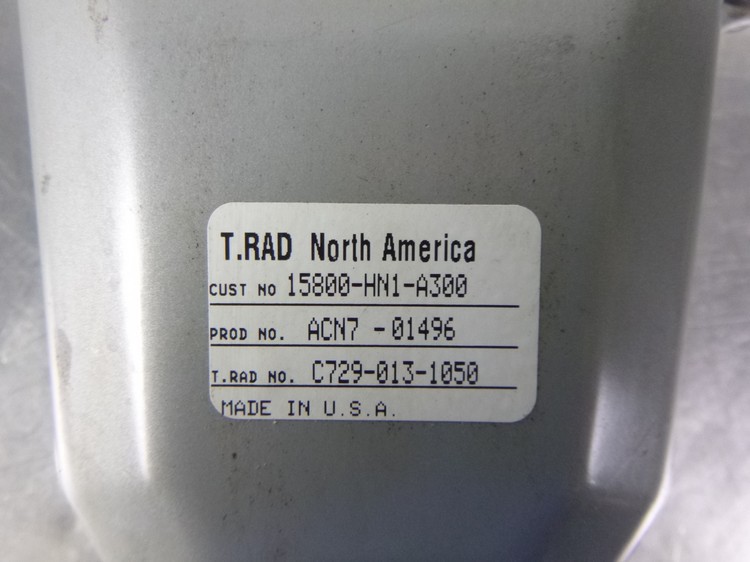 T.RAD North America
CUST NO 15800-HN1-A300
PROD NO. ACN7 -01496
T.RAD NO. C729-013-1050
MADE IN U.S.A.